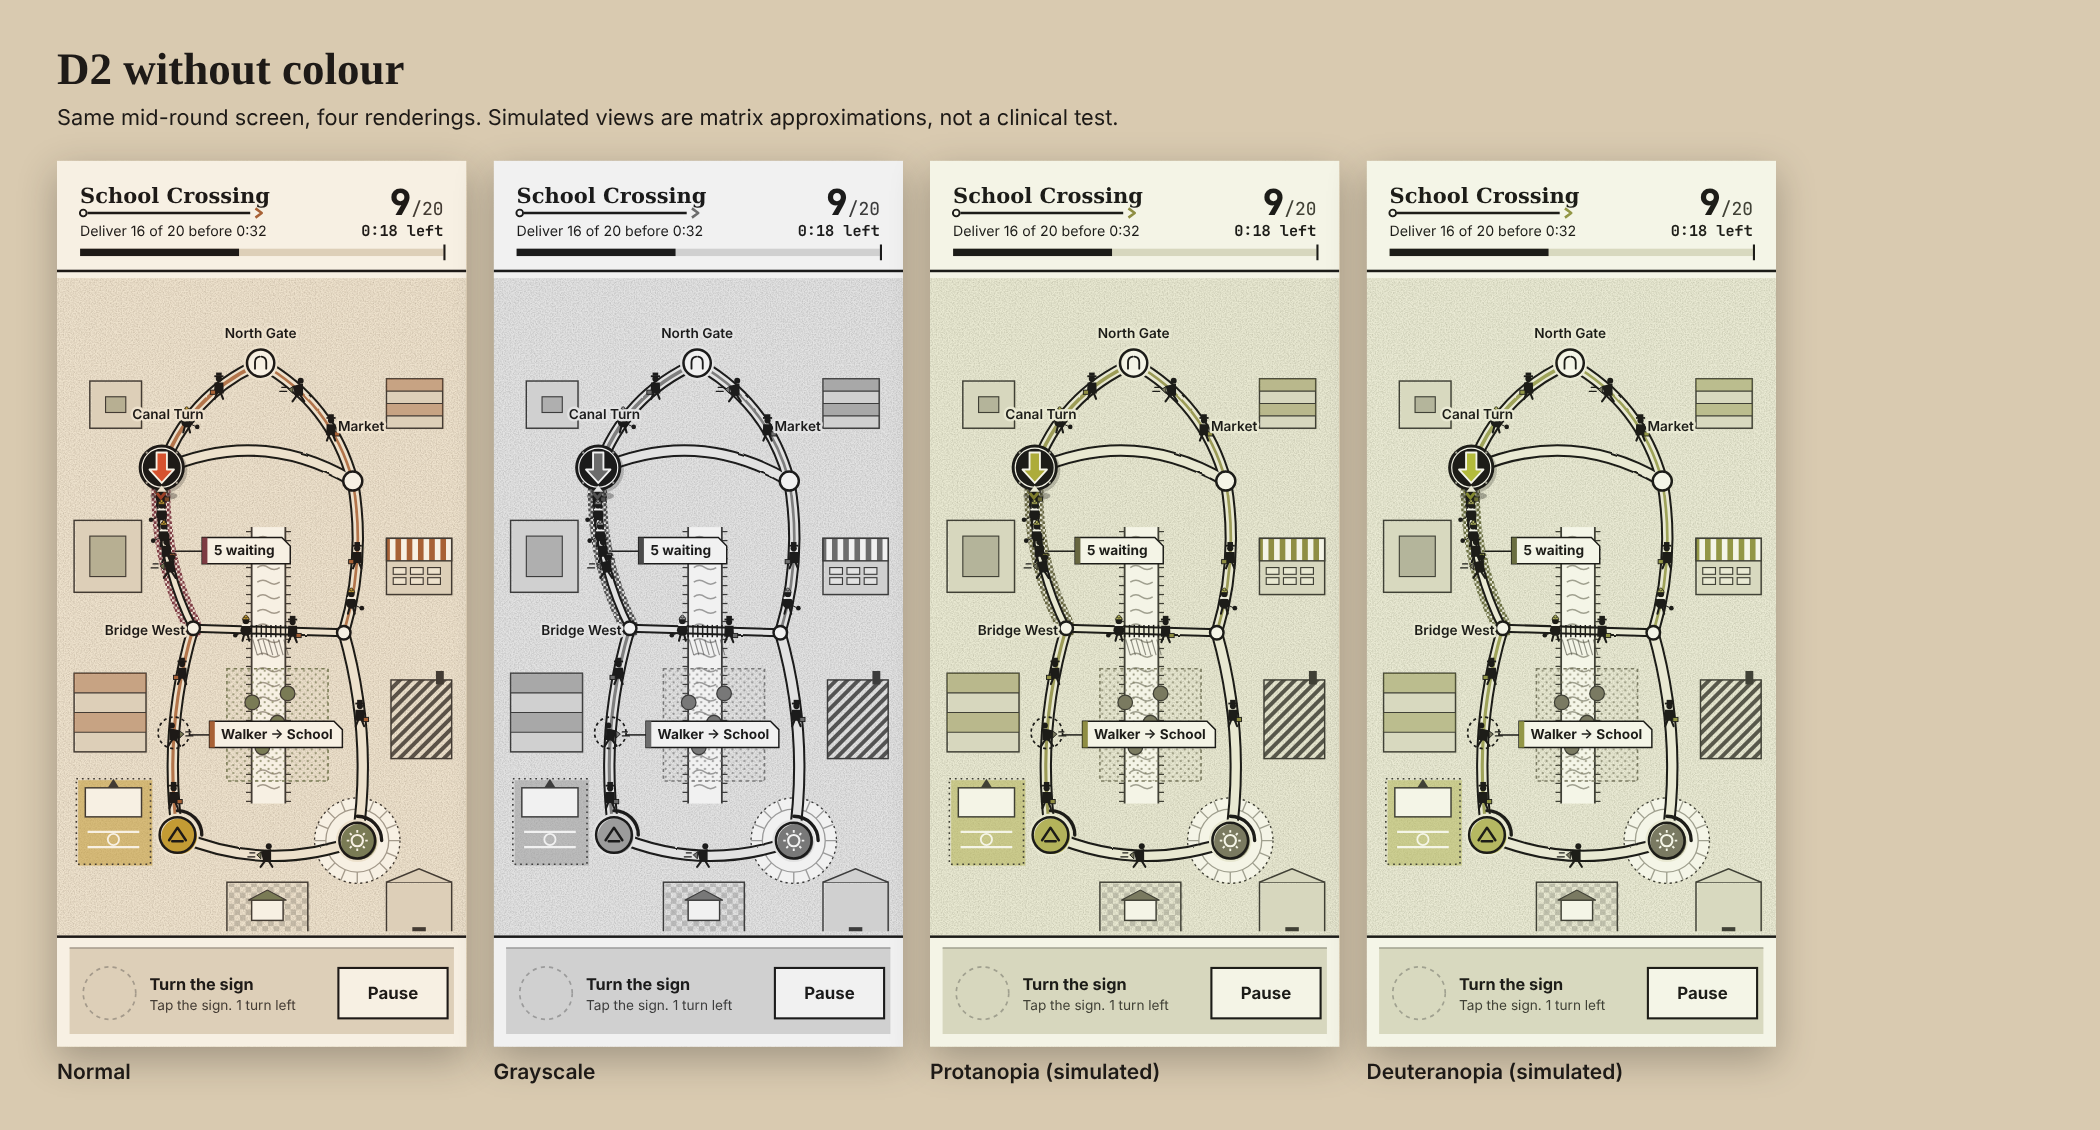 D2 without colour
Same mid-round screen, four renderings. Simulated views are matrix approximations, not a clinical test.
School Crossing
9/20
Deliver 16 of 20 before 0:32
0:18 left
North Gate
Canal Turn
Market
5 waiting
Bridge West
Walker → School
Turn the sign
Tap the sign. 1 turn left
Pause
Normal
School Crossing
9/20
Deliver 16 of 20 before 0:32
0:18 left
North Gate
Canal Turn
Market
5 waiting
Bridge West
Walker → School
Turn the sign
Tap the sign. 1 turn left
Pause
Grayscale
School Crossing
9/20
Deliver 16 of 20 before 0:32
0:18 left
North Gate
Canal Turn
Market
5 waiting
Bridge West
Walker → School
Turn the sign
Tap the sign. 1 turn left
Pause
Protanopia (simulated)
School Crossing
9/20
Deliver 16 of 20 before 0:32
0:18 left
North Gate
Canal Turn
Market
5 waiting
Bridge West
Walker → School
Turn the sign
Tap the sign. 1 turn left
Pause
Deuteranopia (simulated)